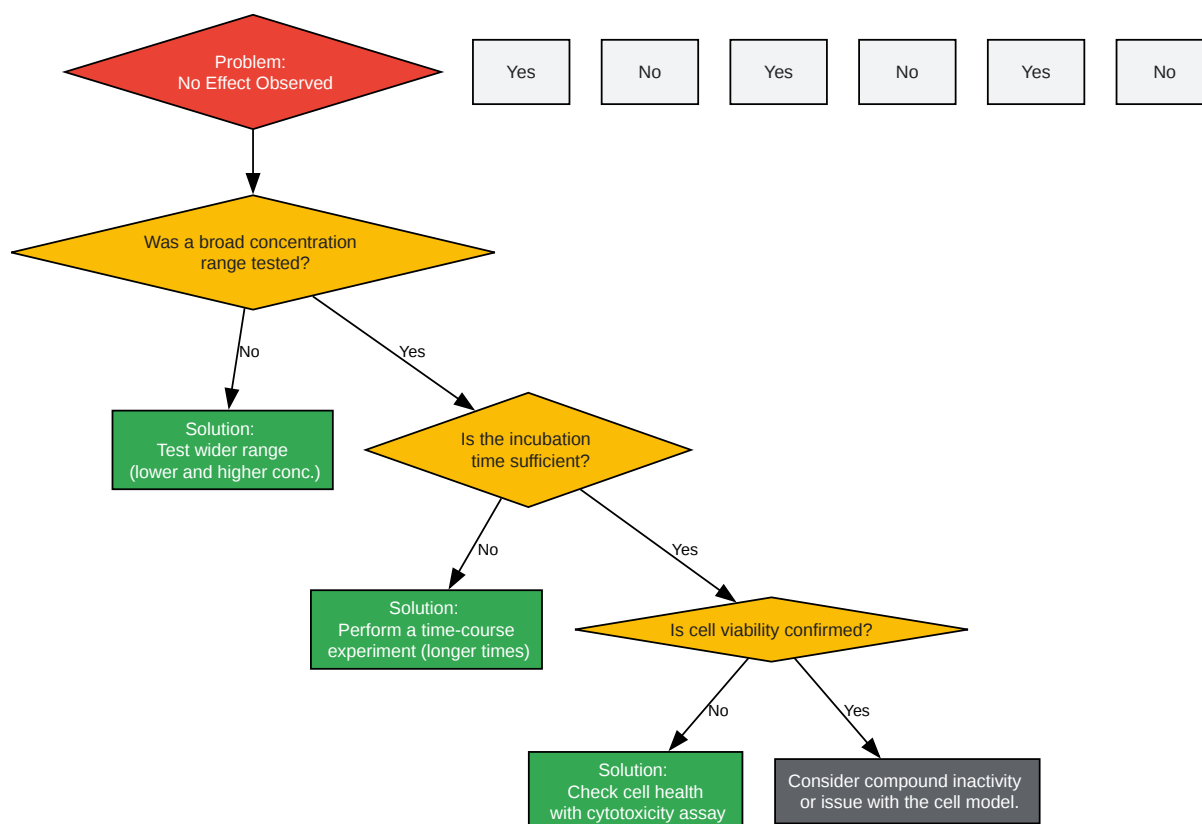 Problem:
No Effect Observed
Yes
No
Yes
No
Yes
No
Was a broad concentration
range tested?
No
Yes
Solution:
Test wider range
(lower and higher conc.)
Is the incubation
time sufficient?
No
Yes
Solution:
Perform a time-course
experiment (longer times)
Is cell viability confirmed?
No
Yes
Solution:
Check cell health
with cytotoxicity assay
Consider compound inactivity
or issue with the cell model.